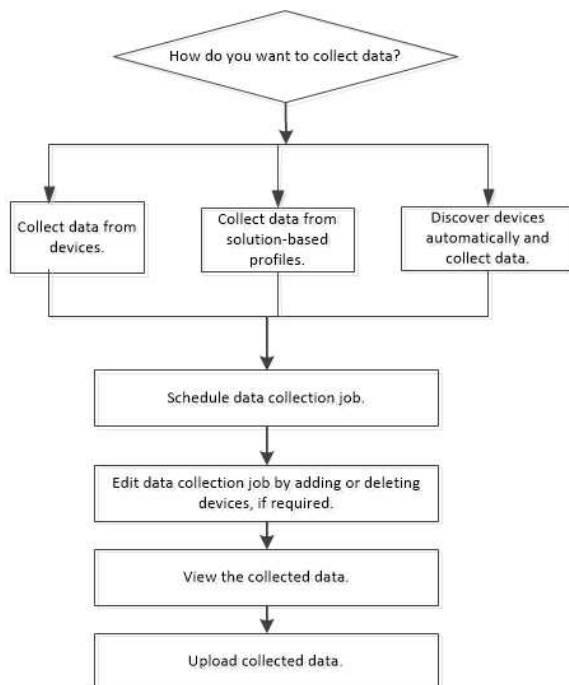 How do you want to collect data?
Collect data from
devices.
Collect data from
solution-based
profiles.
Discover devices
automatically and
collect data.
Schedule data collection job.
Edit data collection job by adding or deleting
devices, if required.
View the collected data.
Upload collected data.